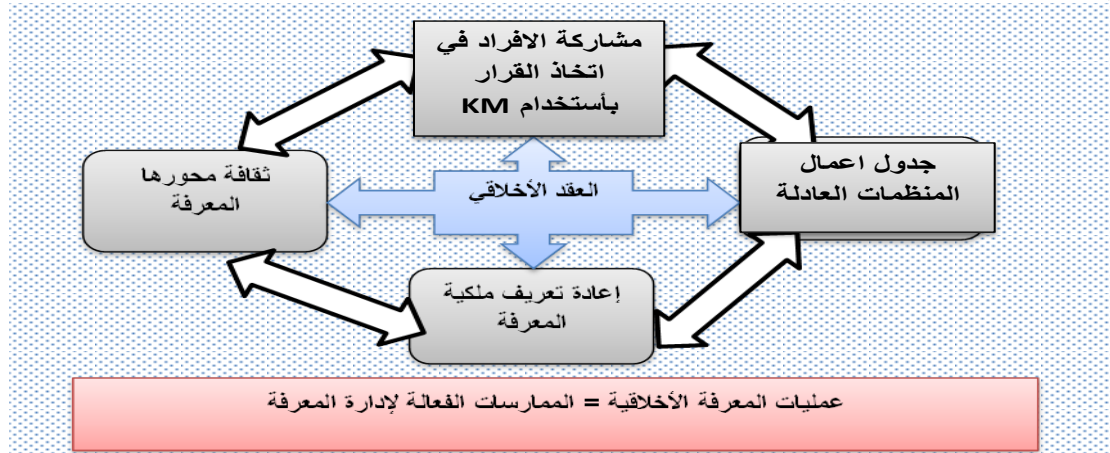 مشاركة الافراد في
اتخاذ القرار
بأستخدام KM
جدول اعمال
المنظمات العادلة
ثقافة محورها
المعرفة
العقد الأخلاقي
إعادة تعريف ملكية
المعرفة
عمليات المعرفة الأخلاقية = الممارسات الفعالة لإدارة المعرفة